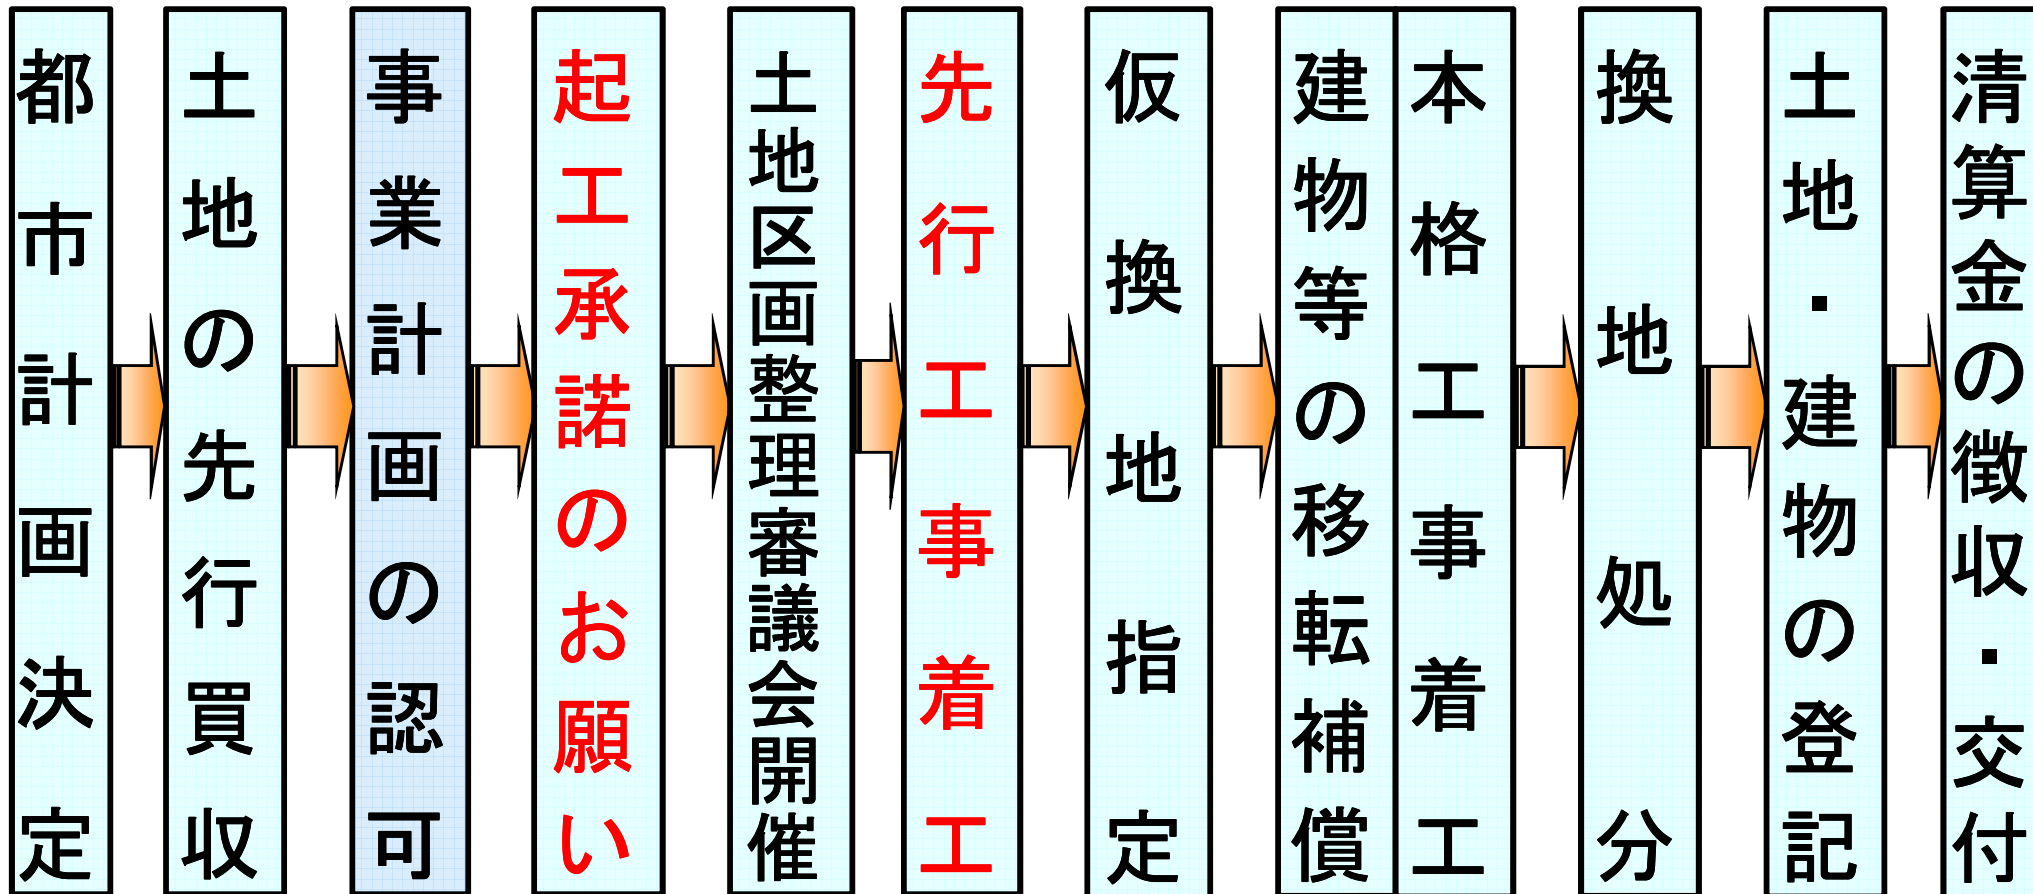 都市計画決定
土地の先行買収
事業計画の認可
起工承諾のお願い
土地区画整理審議会開催
先行工事着工
仮換地指定
建物等の移転補償
本格工事着工
換地処分
土地・建物の登記
清算金の徴収・交付